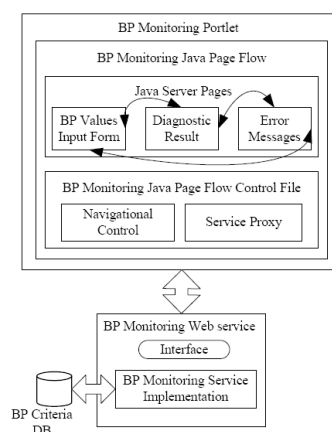 BP Monitoring Portlet
BP Monitoring Java Page Flow
Java Server Pages
BP Values
Input Form
Diagnostic
Result
Error
Messages
BP Monitoring Java Page Flow Control File
Navigational
Control
Service Proxy
BP Monitoring Web service
Interface
BP Monitoring Service
Implementation
BP Criteria
DB